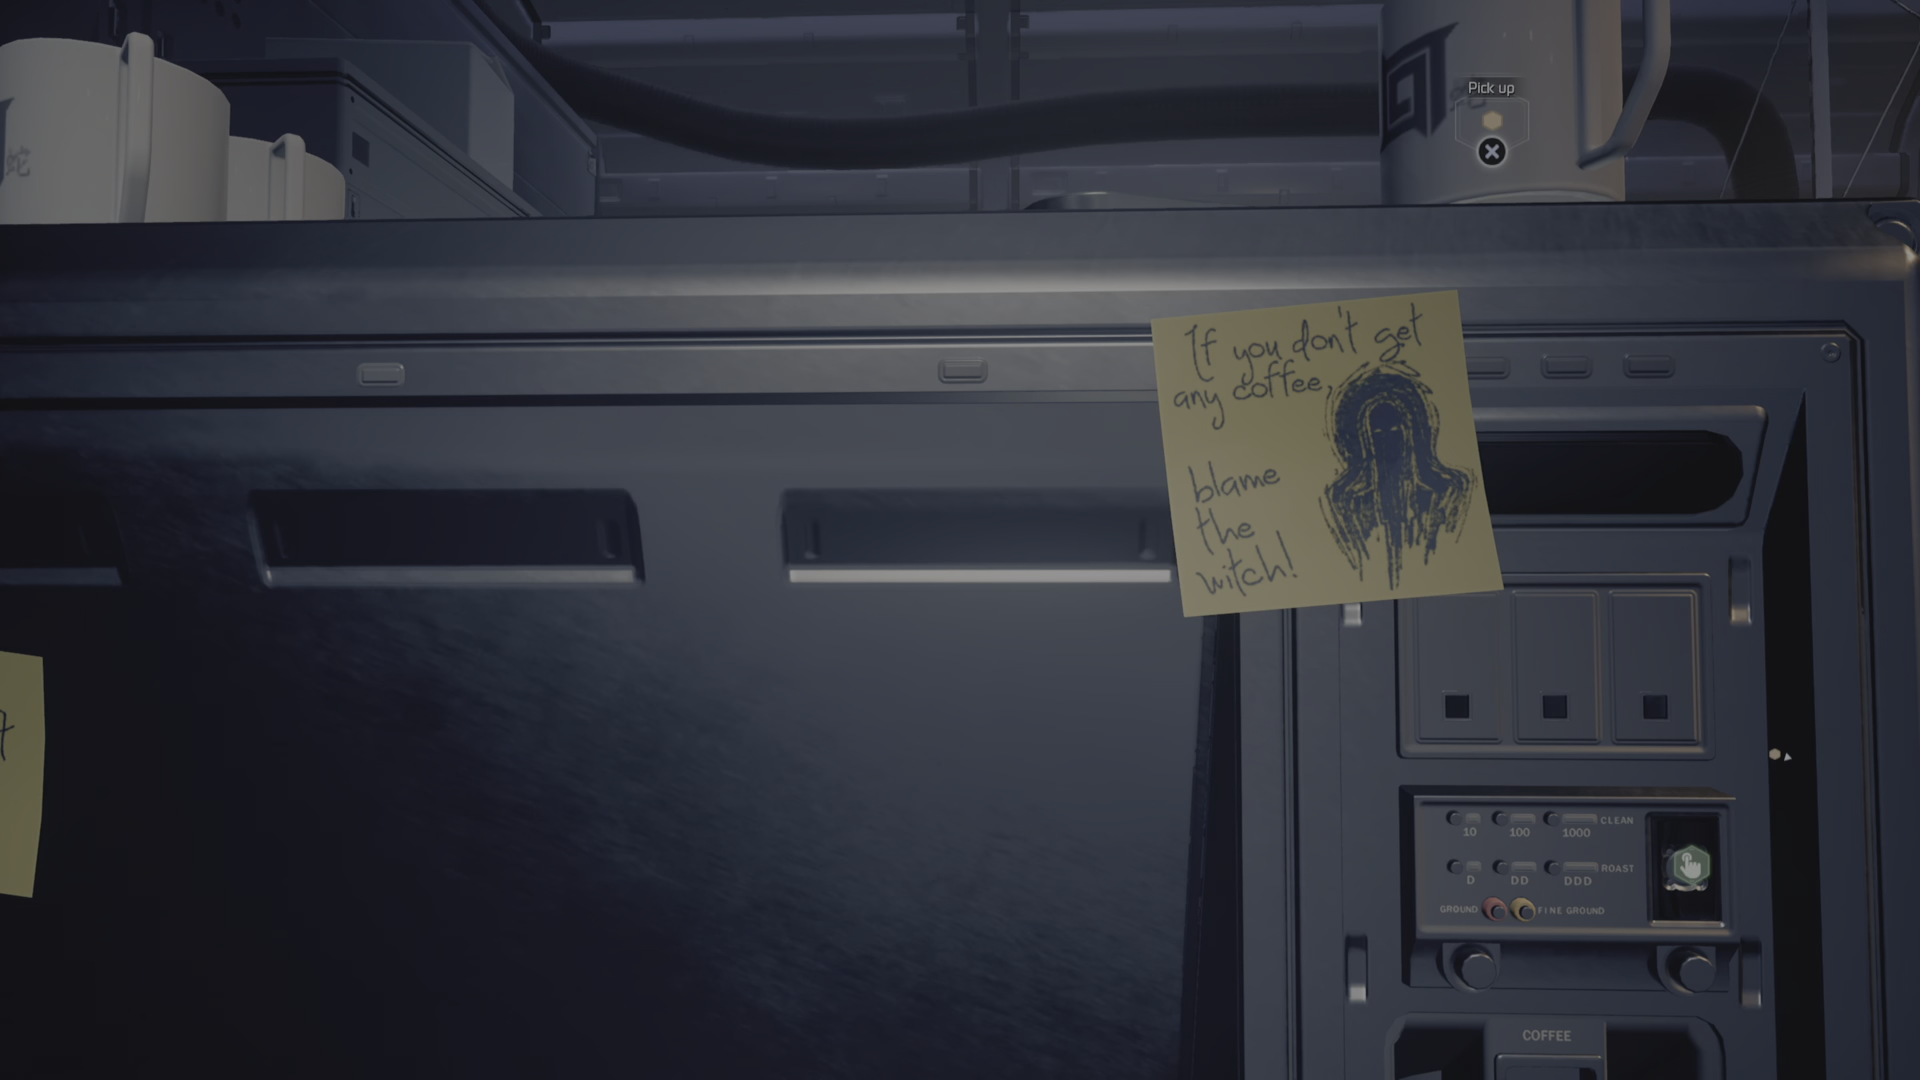 Pick up
If you don't get
any coffee,
blame
the
witch!
10 100 1000 CLEAN
D DD DDD ROAST
GROUND FINE GROUND
COFFEE